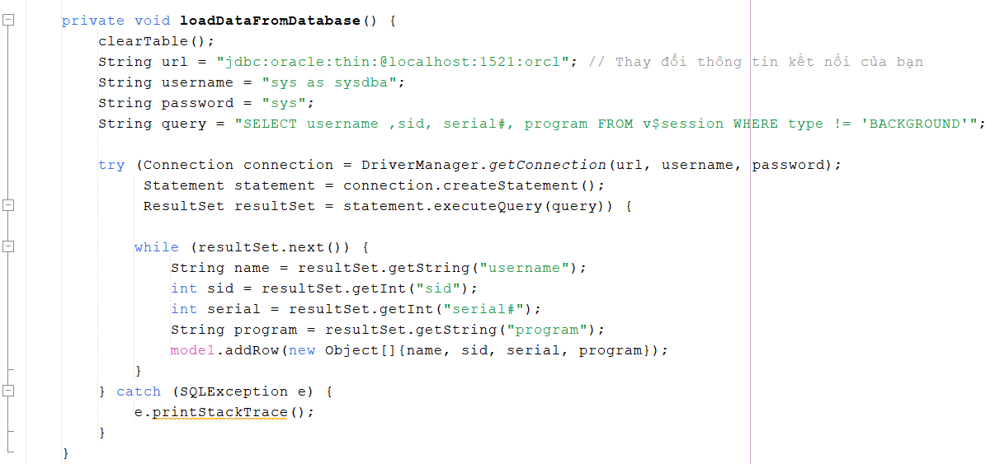 private void loadDataFromDatabase() {
clearTable();
String url = "jdbc:oracle:thin:@localhost:1521:orcl"; // Thay đổi thông tin kết nối của bạn
String username = "sys as sysdba";
String password = "sys";
String query = "SELECT username ,sid, serial#, program FROM v$session WHERE type != 'BACKGROUND'";
try (Connection connection = DriverManager.getConnection(url, username, password);
Statement statement = connection.createStatement();
ResultSet resultSet = statement.executeQuery(query)) {
while (resultSet.next()) {
String name = resultSet.getString("username");
int sid = resultSet.getInt("sid");
int serial = resultSet.getInt("serial#");
String program = resultSet.getString("program");
model.addRow(new Object[]{name, sid, serial, program});
}
} catch (SQLException e) {
e.printStackTrace();
}
}